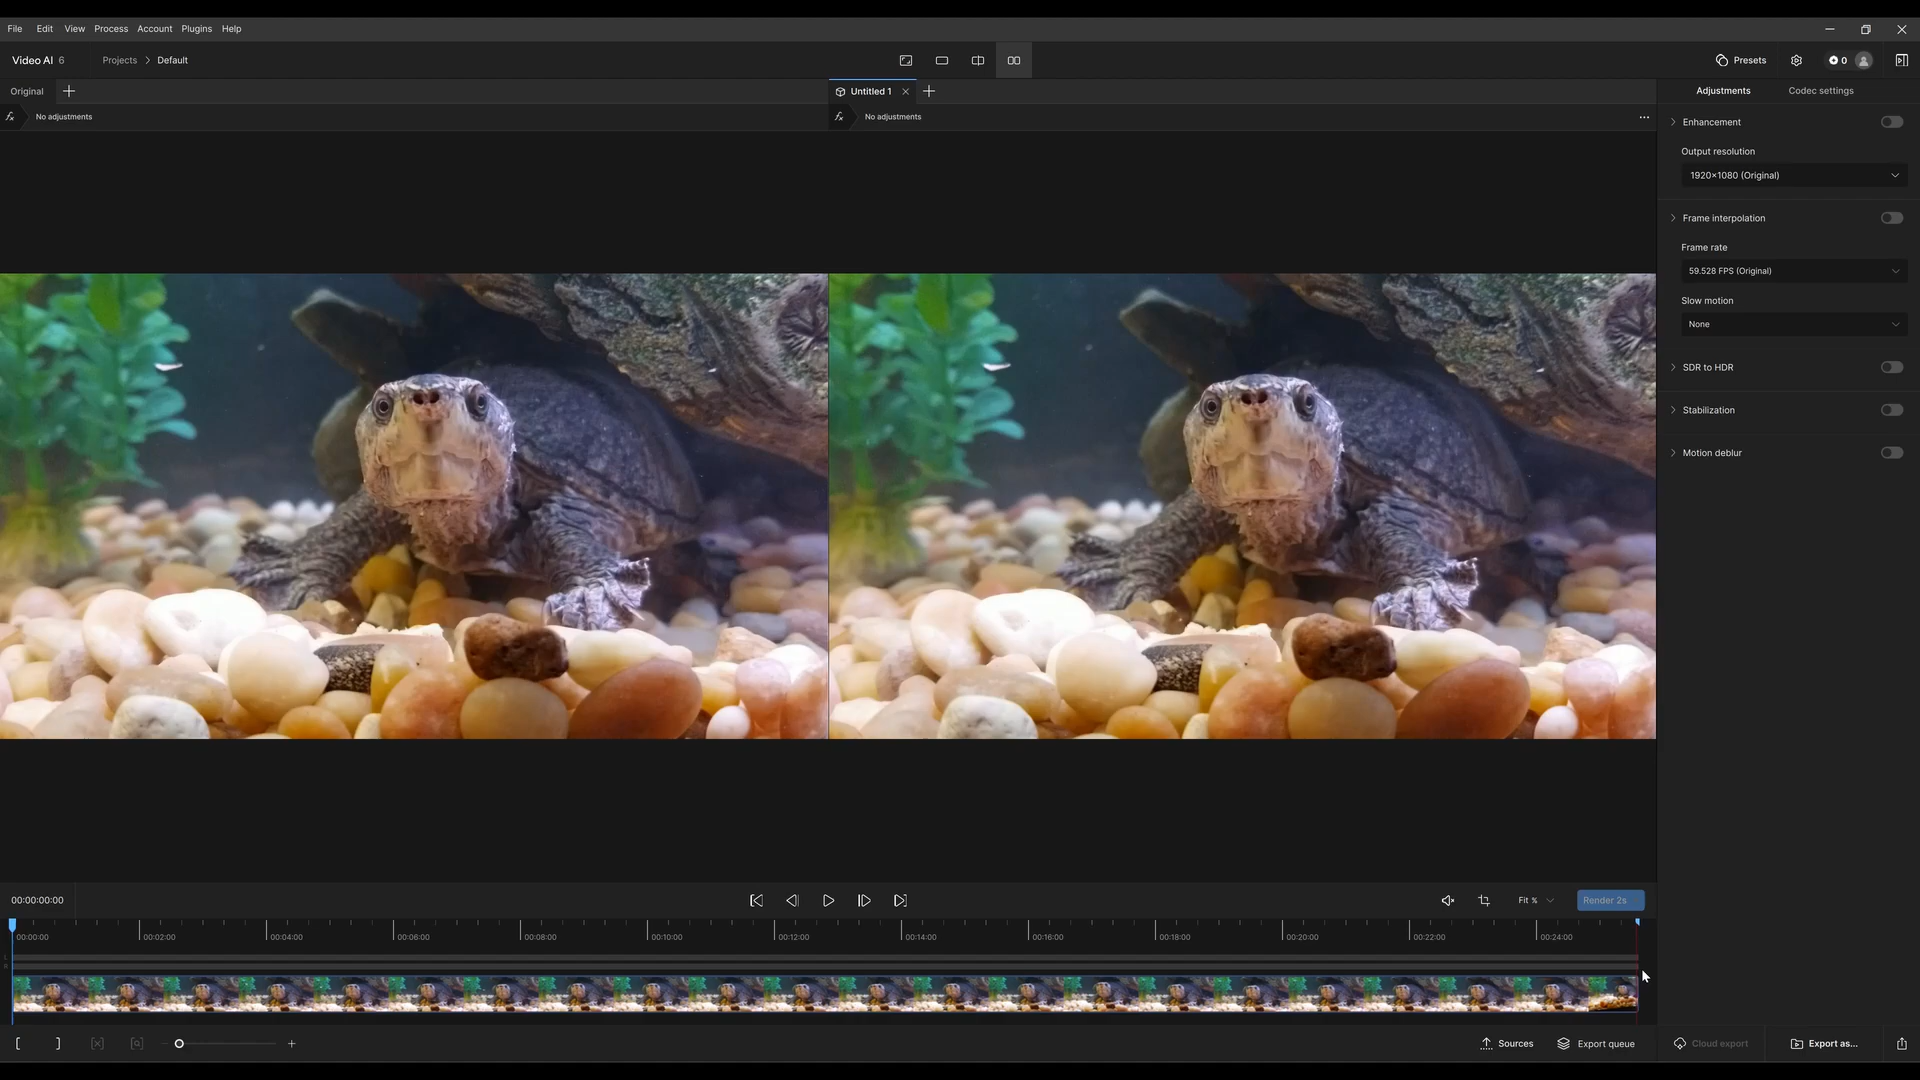 File Edit View Process Account Plugins Help
Video AI 6 Projects Default Presets 0
Original Untitled 1 Adjustments Codec settings
No adjustments No adjustments
Enhancement
Output resolution
1920×1080 (Original)
Frame interpolation
Frame rate
59.528 FPS (Original)
Slow motion
None
SDR to HDR
Stabilization
Motion deblur
00:00:00:00 Fit % Render 2s
00:00:00 00:02:00 00:04:00 00:06:00 00:08:00 00:10:00 00:12:00 00:14:00 00:16:00 00:18:00 00:20:00 00:22:00 00:24:00
Sources Export queue Cloud export Export as...